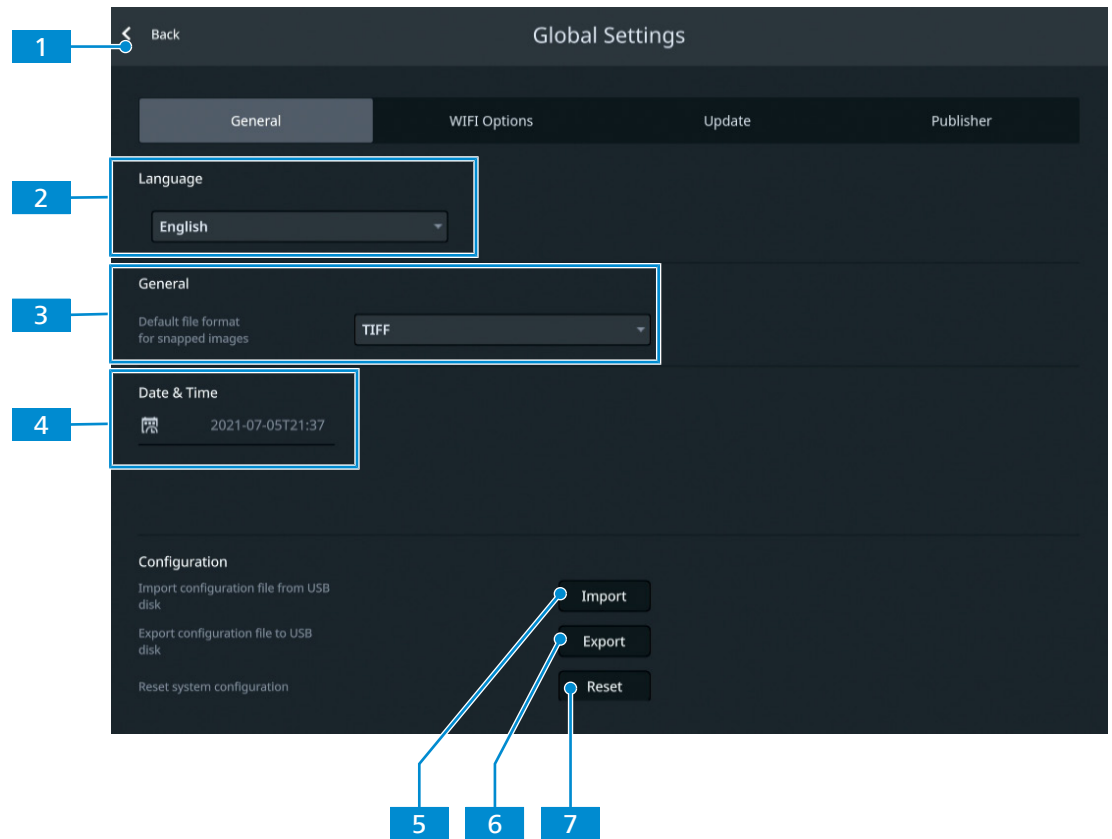 1
Back
Global Settings
General
WIFI Options
Update
Publisher
2
Language
English
3
General
Default file format
for snapped images
TIFF
4
Date & Time
2021-07-05T21:37
Configuration
Import configuration file from USB
disk
Import
Export configuration file to USB
disk
Export
Reset system configuration
Reset
5
6
7